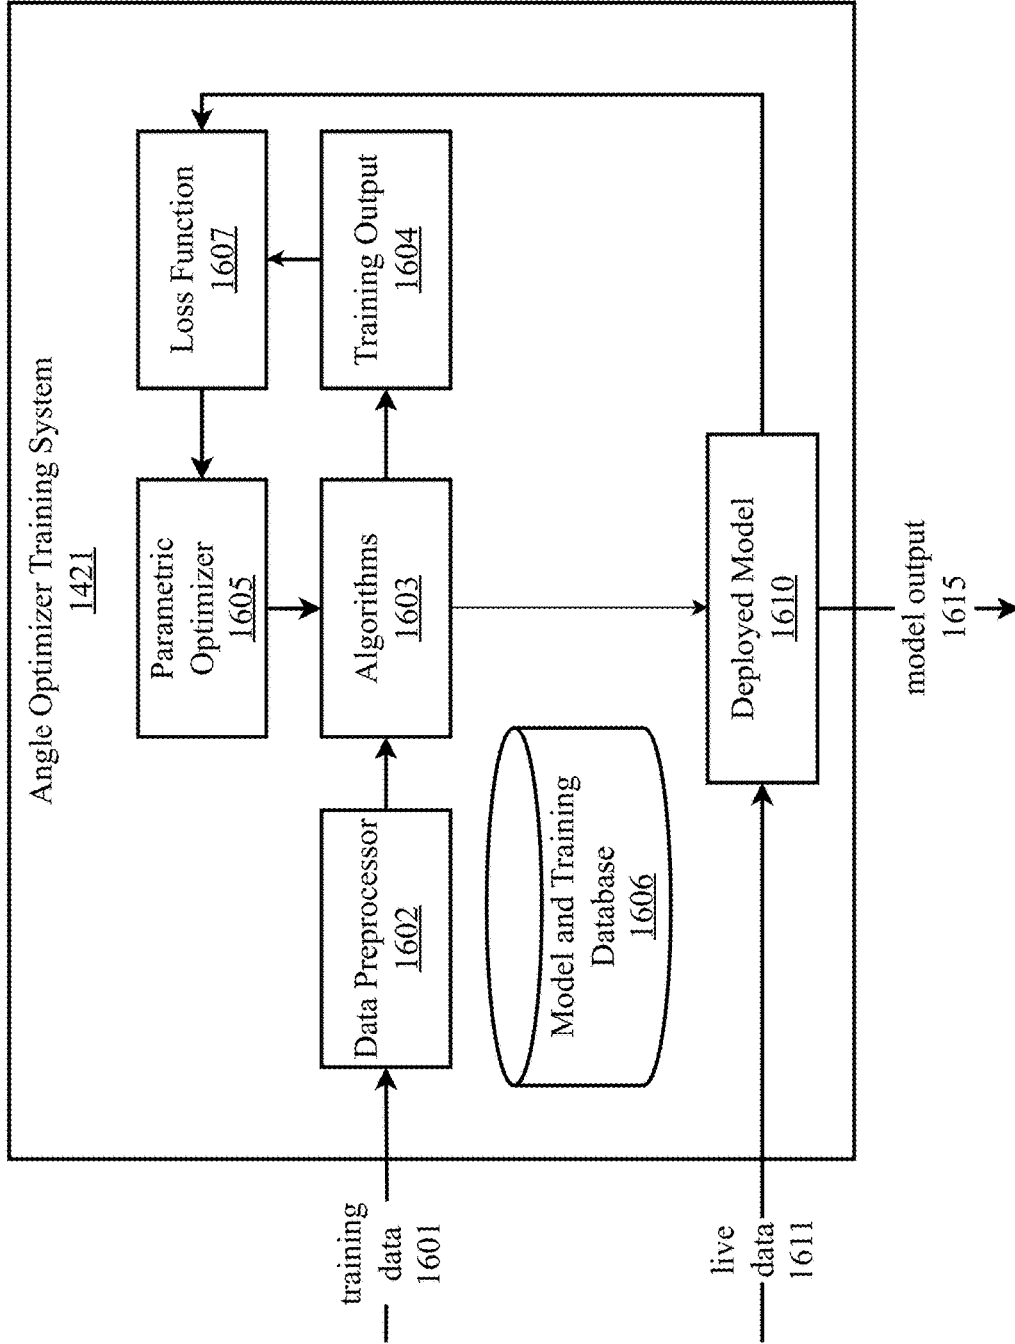 Angle Optimizer Training System
1421
Parametric
Optimizer
1605
Loss Function
1607
training
data
1601
Data Preprocessor
1602
Algorithms
1603
Training Output
1604
Model and Training
Database
1606
live
data
1611
Deployed Model
1610
model output
1615